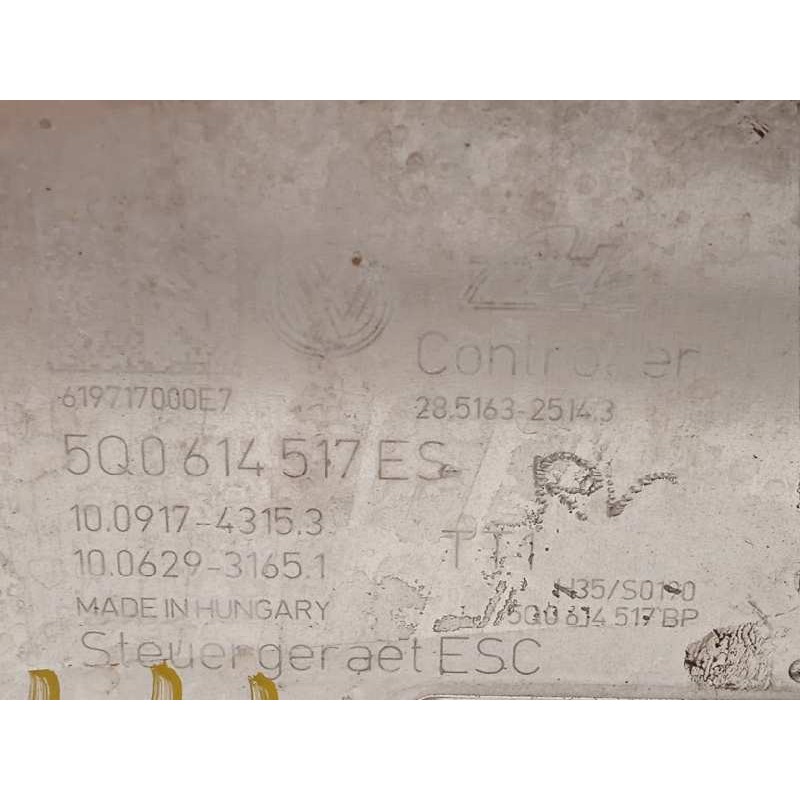 Controller
619717000E7
28.5163-2514.3
5Q0 614 517 ES
10.0917-4315.3
10.0629-3165.1
H35/S0190
MADE IN HUNGARY
5Q0 614 517 BP
Steuergeraet ESC